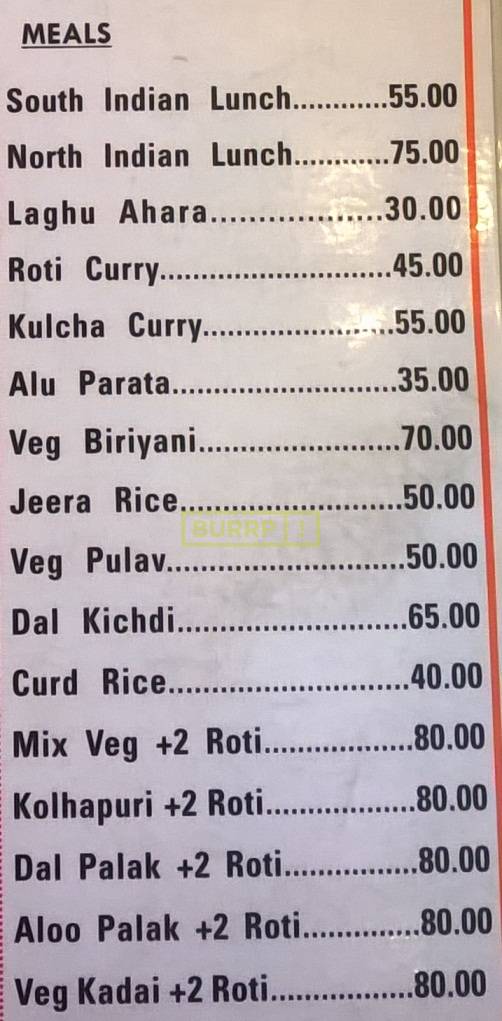 MEALS
South Indian Lunch............55.00
North Indian Lunch............75.00
Laghu Ahara..................30.00
Roti Curry............................45.00
Kulcha Curry.......................55.00
Alu Parata...........................35.00
Veg Biriyani.........................70.00
Jeera Rice...........................50.00
BURRP !
Veg Pulav.............................50.00
Dal Kichdi............................65.00
Curd Rice.............................40.00
Mix Veg +2 Roti..................80.00
Kolhapuri +2 Roti..................80.00
Dal Palak +2 Roti................80.00
Aloo Palak +2 Roti..............80.00
Veg Kadai +2 Roti.................80.00